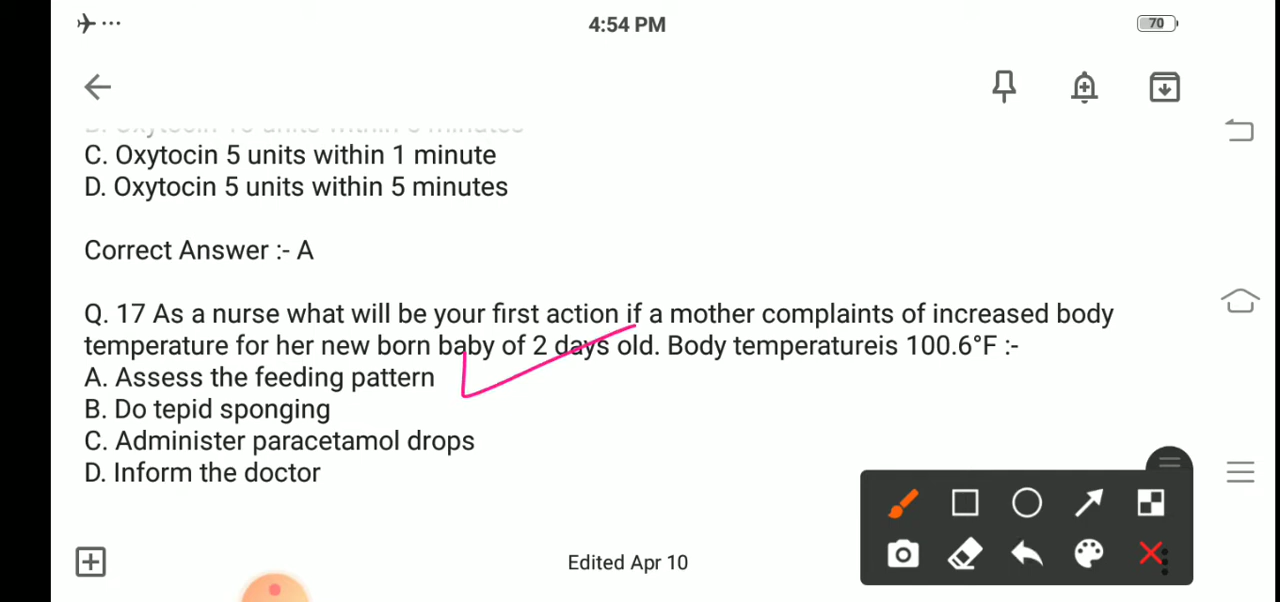 4:54 PM
70
C. Oxytocin 5 units within 1 minute
D. Oxytocin 5 units within 5 minutes
Correct Answer :- A
Q. 17 As a nurse what will be your first action if a mother complaints of increased body
temperature for her new born baby of 2 days old. Body temperatureis 100.6°F :-
A. Assess the feeding pattern
B. Do tepid sponging
C. Administer paracetamol drops
D. Inform the doctor
Edited Apr 10